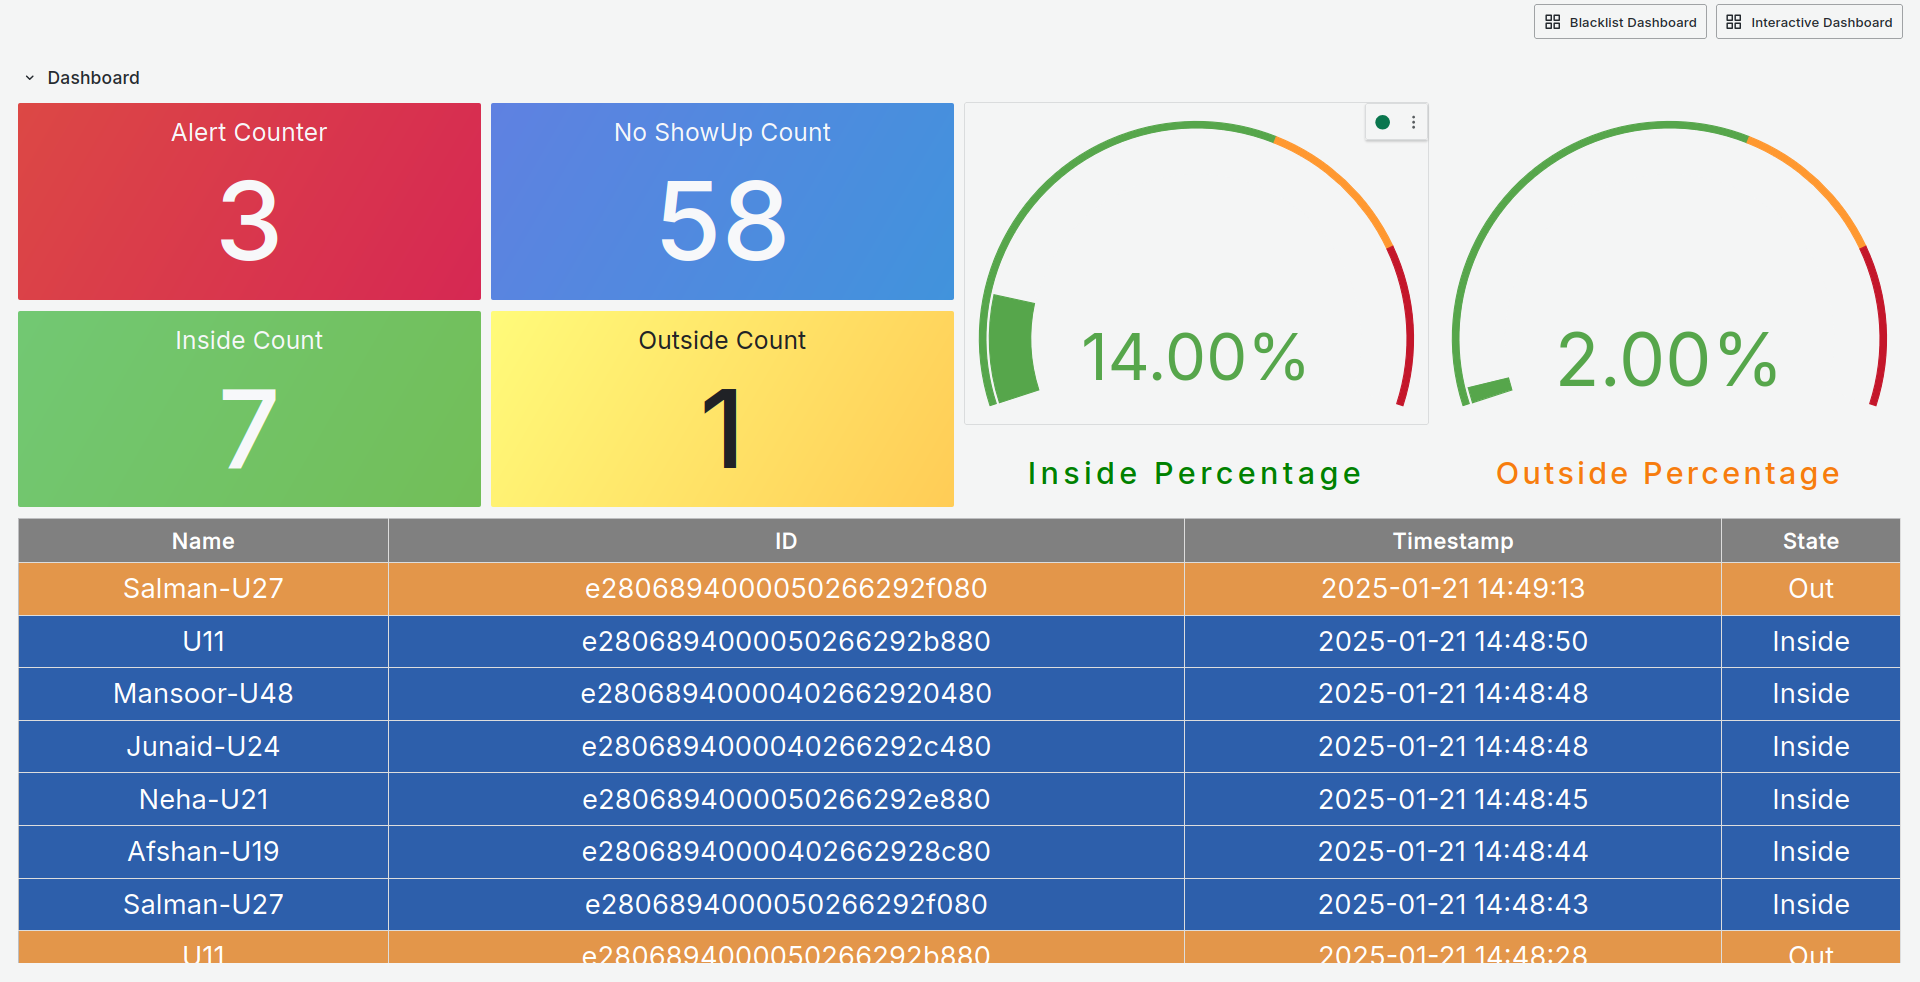 Blacklist Dashboard Interactive Dashboard
Dashboard
Alert Counter
3
No ShowUp Count
58
Inside Count
7
Outside Count
1
14.00%
Inside Percentage
2.00%
Outside Percentage
Name ID Timestamp State
Salman-U27 e2806894000050266292f080 2025-01-21 14:49:13 Out
U11 e2806894000050266292b880 2025-01-21 14:48:50 Inside
Mansoor-U48 e28068940000402662920480 2025-01-21 14:48:48 Inside
Junaid-U24 e2806894000040266292c480 2025-01-21 14:48:48 Inside
Neha-U21 e2806894000050266292e880 2025-01-21 14:48:45 Inside
Afshan-U19 e28068940000402662928c80 2025-01-21 14:48:44 Inside
Salman-U27 e2806894000050266292f080 2025-01-21 14:48:43 Inside
U11 e2806894000050266292b880 2025-01-21 14:48:28 Out